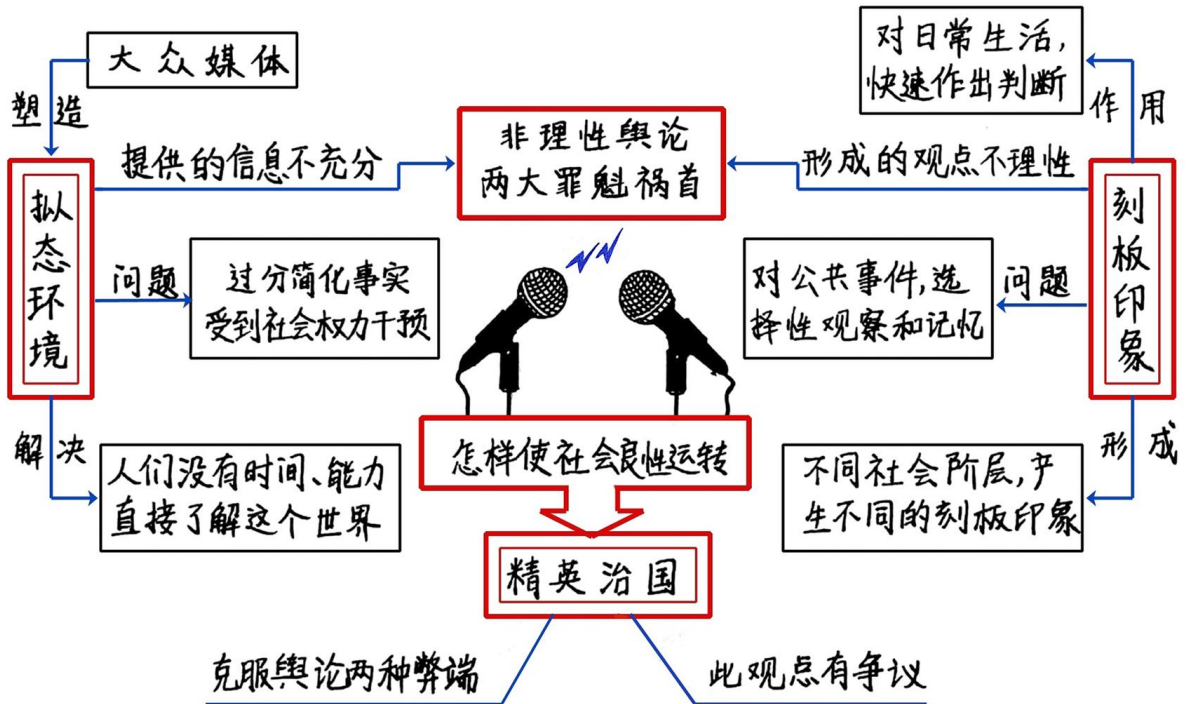 大众媒体
塑造
拟态环境
提供的信息不充分
非理性舆论
两大罪魁祸首
形成的观点不理性
对日常生活,
快速作出判断
作用
刻板印象
问题
过分简化事实
受到社会权力干预
对公共事件,选
择性观察和记忆
问题
解决
人们没有时间、能力
直接了解这个世界
怎样使社会良性运转
形成
不同社会阶层,产
生不同的刻板印象
精英治国
克服舆论两种弊端
此观点有争议